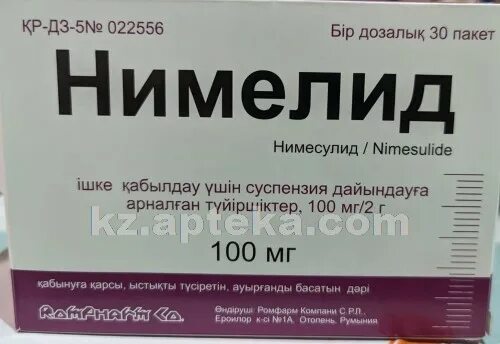 ҚР-ДЗ-5№ 022556
Бір дозалық 30 пакет
Нимелид
Нимесулид / Nimesulide
ішке қабылдау үшін суспензия дайындауға
арналған түйіршіктер, 100 мг/2 г
kz.apteka.com
100 мг
қабынуға қарсы, ыстықты түсіретін, ауырғанды басатын дәрі
RomPharm Co.
Өндіруші: Ромфарм Компани С.Р.Л.
Ероилор к-сі №1А, Отопень, Румыния